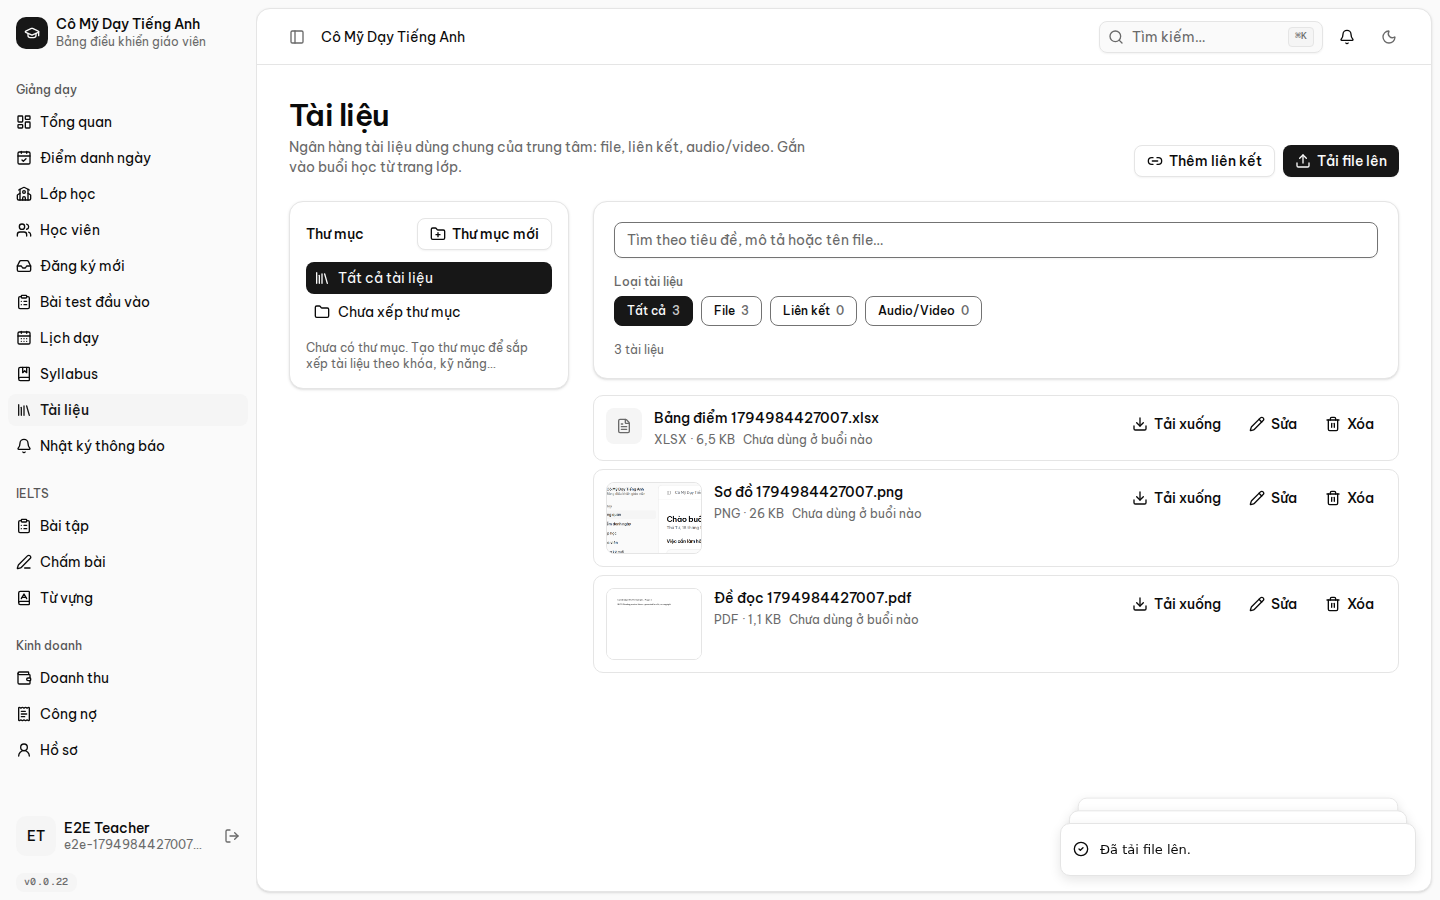 Cô Mỹ Dạy Tiếng Anh
Bảng điều khiển giáo viên
Giảng dạy
Tổng quan
Điểm danh ngày
Lớp học
Học viên
Đăng ký mới
Bài test đầu vào
Lịch dạy
Syllabus
Tài liệu
Nhật ký thông báo
IELTS
Bài tập
Chấm bài
Từ vựng
Kinh doanh
Doanh thu
Công nợ
Hồ sơ
ET
E2E Teacher
e2e-1794984427007...
v0.0.22
Cô Mỹ Dạy Tiếng Anh
Tìm kiếm...
⌘K
Tài liệu
Ngân hàng tài liệu dùng chung của trung tâm: file, liên kết, audio/video. Gắn
vào buổi học từ trang lớp.
Thêm liên kết
Tải file lên
Thư mục
Thư mục mới
Tất cả tài liệu
Chưa xếp thư mục
Chưa có thư mục. Tạo thư mục để sắp
xếp tài liệu theo khóa, kỹ năng...
Tìm theo tiêu đề, mô tả hoặc tên file...
Loại tài liệu
Tất cả 3
File 3
Liên kết 0
Audio/Video 0
3 tài liệu
Bảng điểm 1794984427007.xlsx
XLSX · 6,5 KB Chưa dùng ở buổi nào
Tải xuống
Sửa
Xóa
Sơ đồ 1794984427007.png
PNG · 26 KB Chưa dùng ở buổi nào
Tải xuống
Sửa
Xóa
Đề đọc 1794984427007.pdf
PDF · 1,1 KB Chưa dùng ở buổi nào
Tải xuống
Sửa
Xóa
Đã tải file lên.